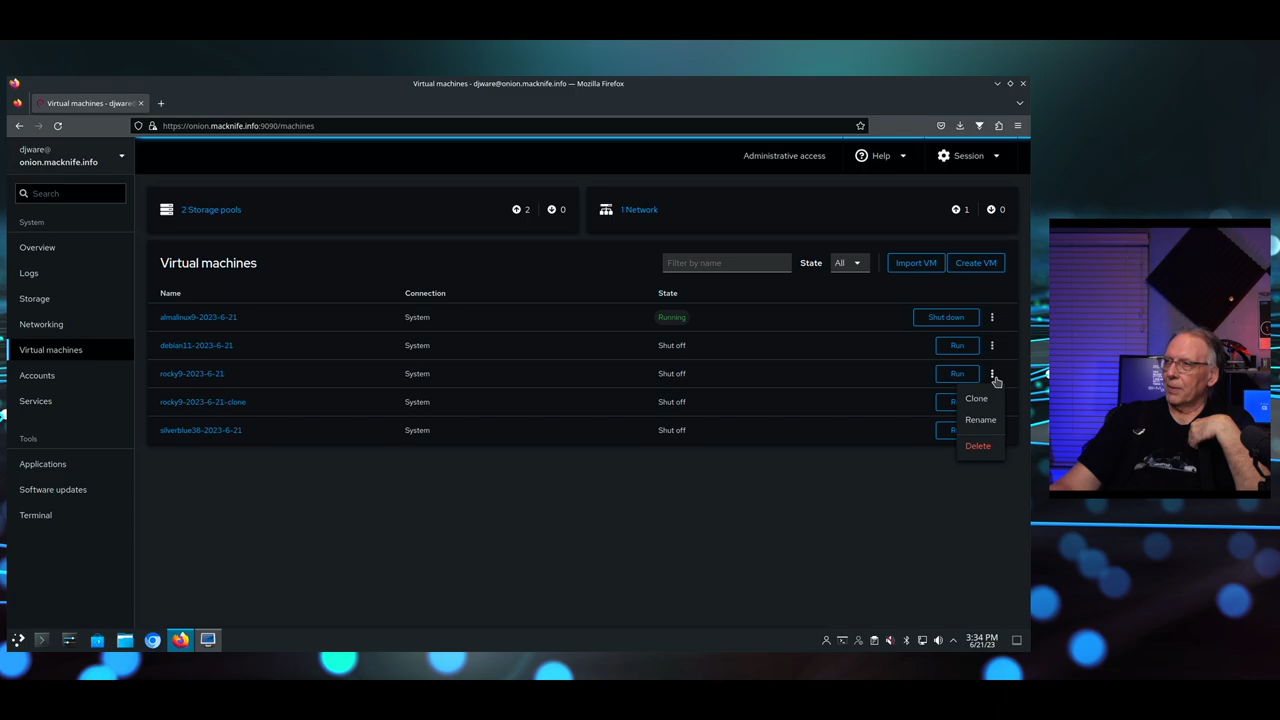 Virtual machines - djware@onion.macknife.info — Mozilla Firefox
Virtual machines - djware@
https://onion.macknife.info:9090/machines
djware@
onion.macknife.info
Administrative access
Help
Session
Search
System
Overview
Logs
Storage
Networking
Virtual machines
Accounts
Services
Tools
Applications
Software updates
Terminal
2 Storage pools
2
0
1 Network
1
0
Virtual machines
Filter by name
State
All
Import VM
Create VM
Name Connection State
almalinux9-2023-6-21 System Running Shut down
debian11-2023-6-21 System Shut off Run
rocky9-2023-6-21 System Shut off Run
rocky9-2023-6-21-clone System Shut off
silverblue38-2023-6-21 System Shut off
Clone
Rename
Delete
3:34 PM
6/21/23